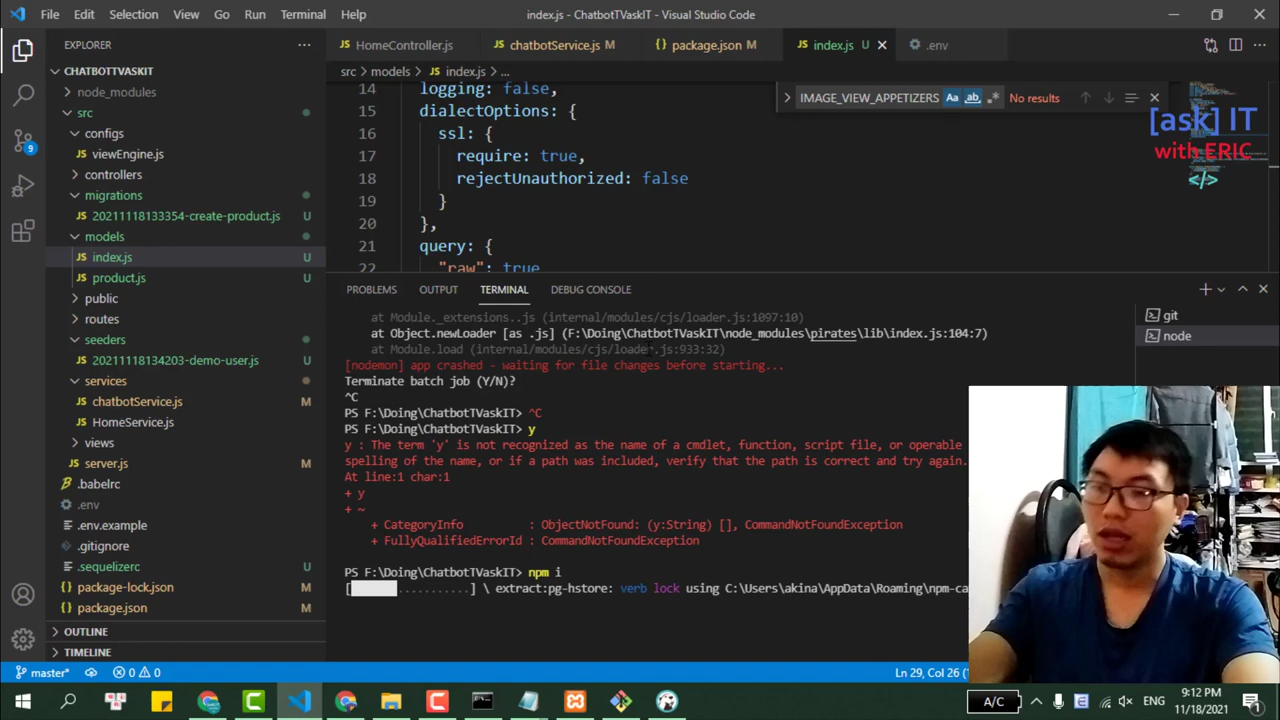 File Edit Selection View Go Run Terminal Help index.js - ChatbotTVaskIT - Visual Studio Code
EXPLORER
HomeController.js chatbotService.js M package.json M index.js U .env
CHATBOTTVASKIT
src > models > index.js > ...
node_modules
src
configs
viewEngine.js
controllers
migrations
20211118133354-create-product.js U
models
index.js U
product.js U
public
routes
seeders
20211118134203-demo-user.js U
services
chatbotService.js M
HomeService.js
views
server.js M
.babelrc
.env
.env.example
.gitignore
.sequelizerc U
package-lock.json M
package.json M
OUTLINE
TIMELINE
14 logging: false,
15 dialectOptions: {
16 ssl: {
17 require: true,
18 rejectUnauthorized: false
19 }
20 },
21 query: {
22 "raw": true
IMAGE_VIEW_APPETIZERS Aa ab No results
[ask] IT
with ERIC
</>
PROBLEMS OUTPUT TERMINAL DEBUG CONSOLE
at Module._extensions..js (internal/modules/cjs/loader.js:1097:10)
at Object.newLoader [as .js] (F:\Doing\ChatbotTVaskIT\node_modules\pirates\lib\index.js:104:7)
at Module.load (internal/modules/cjs/loader.js:933:32)
[nodemon] app crashed - waiting for file changes before starting...
Terminate batch job (Y/N)?
^C
PS F:\Doing\ChatbotTVaskIT> ^C
PS F:\Doing\ChatbotTVaskIT> y
y : The term 'y' is not recognized as the name of a cmdlet, function, script file, or operable
spelling of the name, or if a path was included, verify that the path is correct and try again.
At line:1 char:1
+ y
+ ~
+ CategoryInfo : ObjectNotFound: (y:String) [], CommandNotFoundException
+ FullyQualifiedErrorId : CommandNotFoundException
PS F:\Doing\ChatbotTVaskIT> npm i
[ ..........] \ extract:pg-hstore: verb lock using C:\Users\akina\AppData\Roaming\npm-ca
git
node
9
master* 0 0 Ln 29, Col 26 (1
A/C ENG 9:12 PM
11/18/2021
1